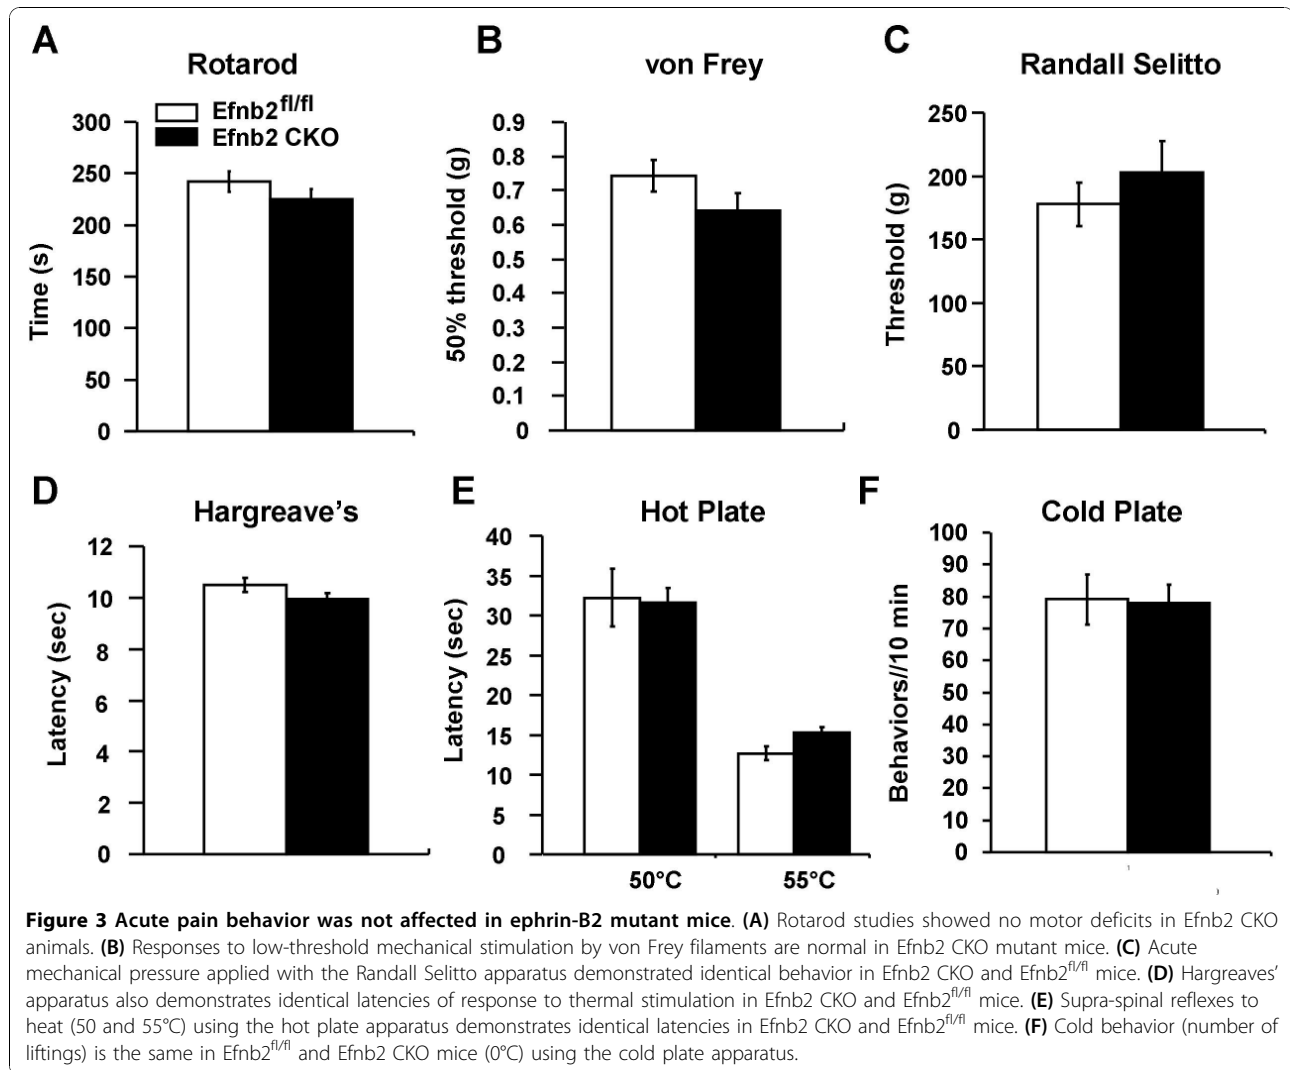 A
Rotarod
Efnb2fl/fl
Efnb2 CKO
Time (s)
300
250
200
150
100
50
0
B
von Frey
50% threshold (g)
0.9
0.8
0.7
0.6
0.5
0.4
0.3
0.2
0.1
0
C
Randall Selitto
Threshold (g)
250
200
150
100
50
0
D
Hargreave's
Latency (sec)
12
10
8
6
4
2
0
E
Hot Plate
Latency (sec)
40
35
30
25
20
15
10
5
0
50°C 55°C
F
Cold Plate
Behaviors//10 min
100
90
80
70
60
50
40
30
20
10
0
Figure 3 Acute pain behavior was not affected in ephrin-B2 mutant mice. (A) Rotarod studies showed no motor deficits in Efnb2 CKO
animals. (B) Responses to low-threshold mechanical stimulation by von Frey filaments are normal in Efnb2 CKO mutant mice. (C) Acute
mechanical pressure applied with the Randall Selitto apparatus demonstrated identical behavior in Efnb2 CKO and Efnb2fl/fl mice. (D) Hargreaves'
apparatus also demonstrates identical latencies of response to thermal stimulation in Efnb2 CKO and Efnb2fl/fl mice. (E) Supra-spinal reflexes to
heat (50 and 55°C) using the hot plate apparatus demonstrates identical latencies in Efnb2 CKO and Efnb2fl/fl mice. (F) Cold behavior (number of
liftings) is the same in Efnb2fl/fl and Efnb2 CKO mice (0°C) using the cold plate apparatus.